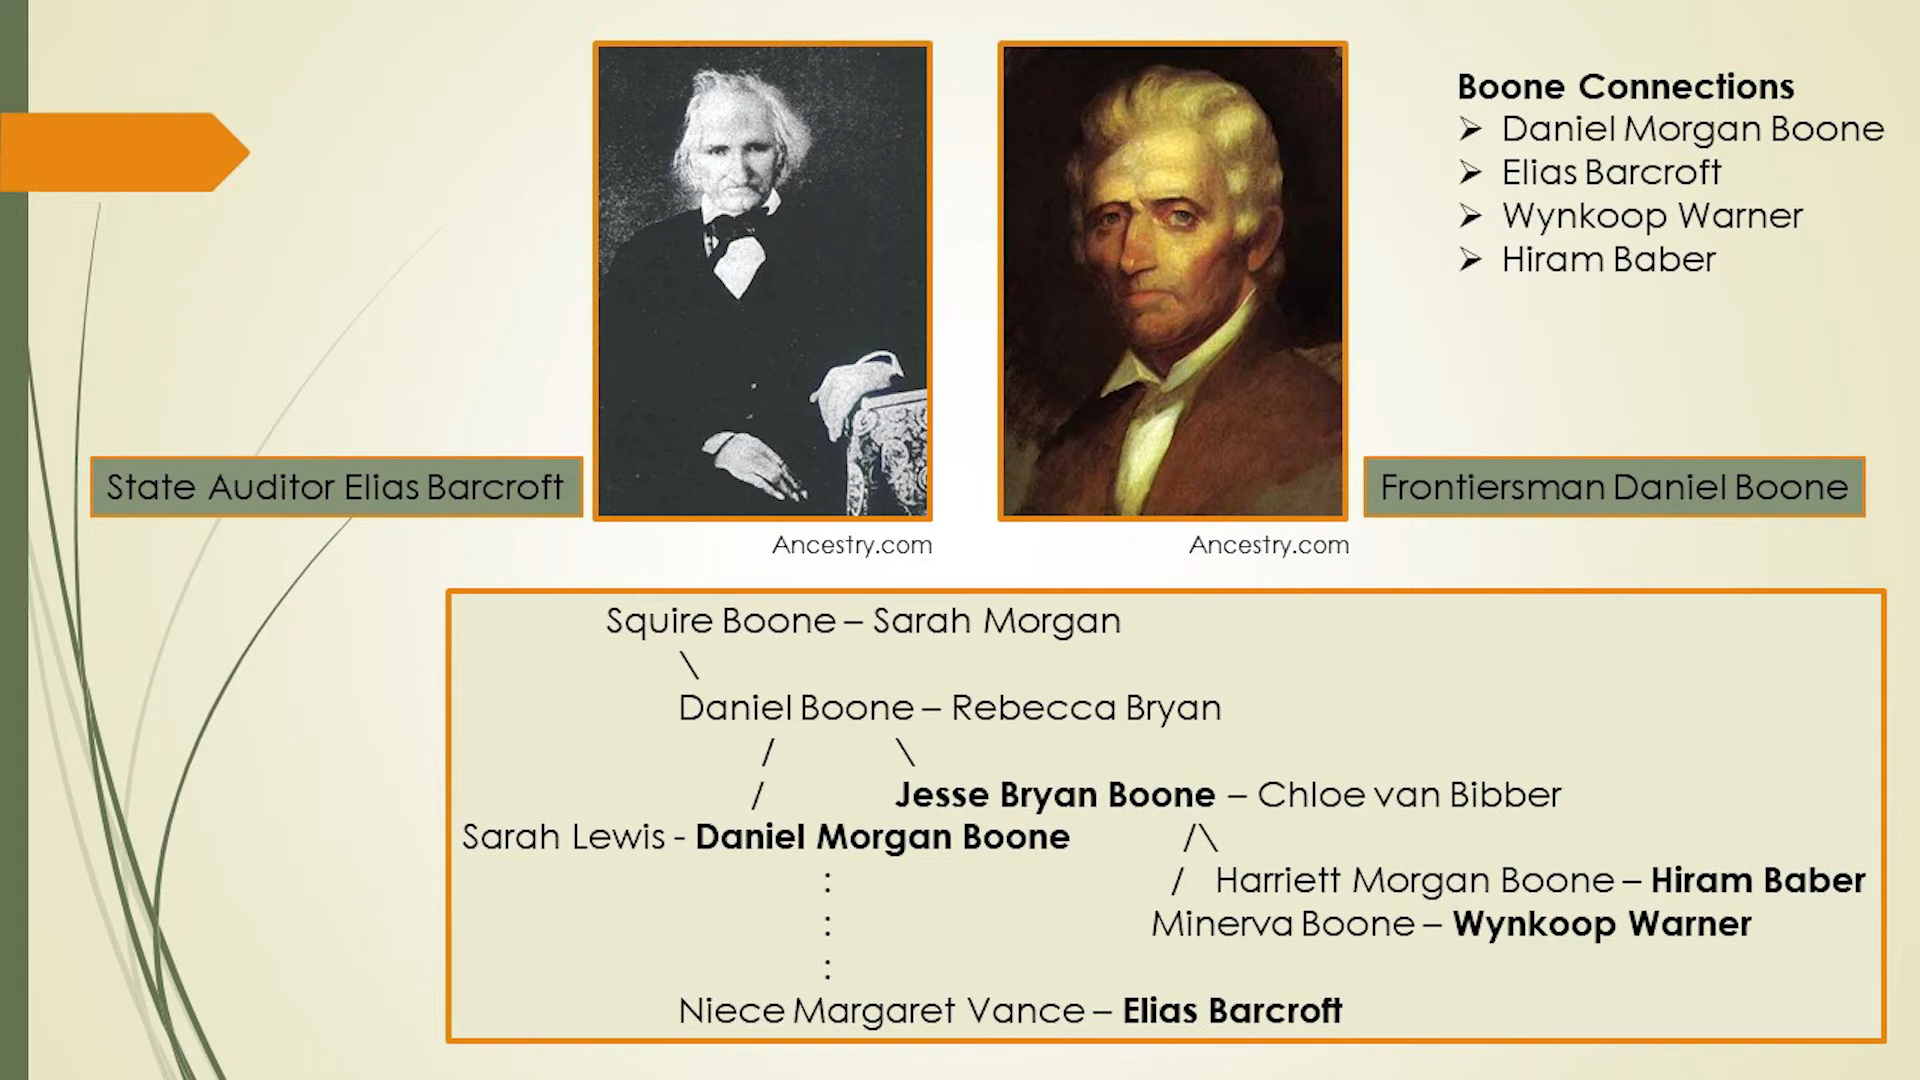 Boone Connections
➢ Daniel Morgan Boone
➢ Elias Barcroft
➢ Wynkoop Warner
➢ Hiram Baber
State Auditor Elias Barcroft
Frontiersman Daniel Boone
Ancestry.com
Ancestry.com
Squire Boone – Sarah Morgan
\
Daniel Boone – Rebecca Bryan
/ \
/ Jesse Bryan Boone – Chloe van Bibber
Sarah Lewis - Daniel Morgan Boone /\
: / Harriett Morgan Boone – Hiram Baber
: Minerva Boone – Wynkoop Warner
:
Niece Margaret Vance – Elias Barcroft